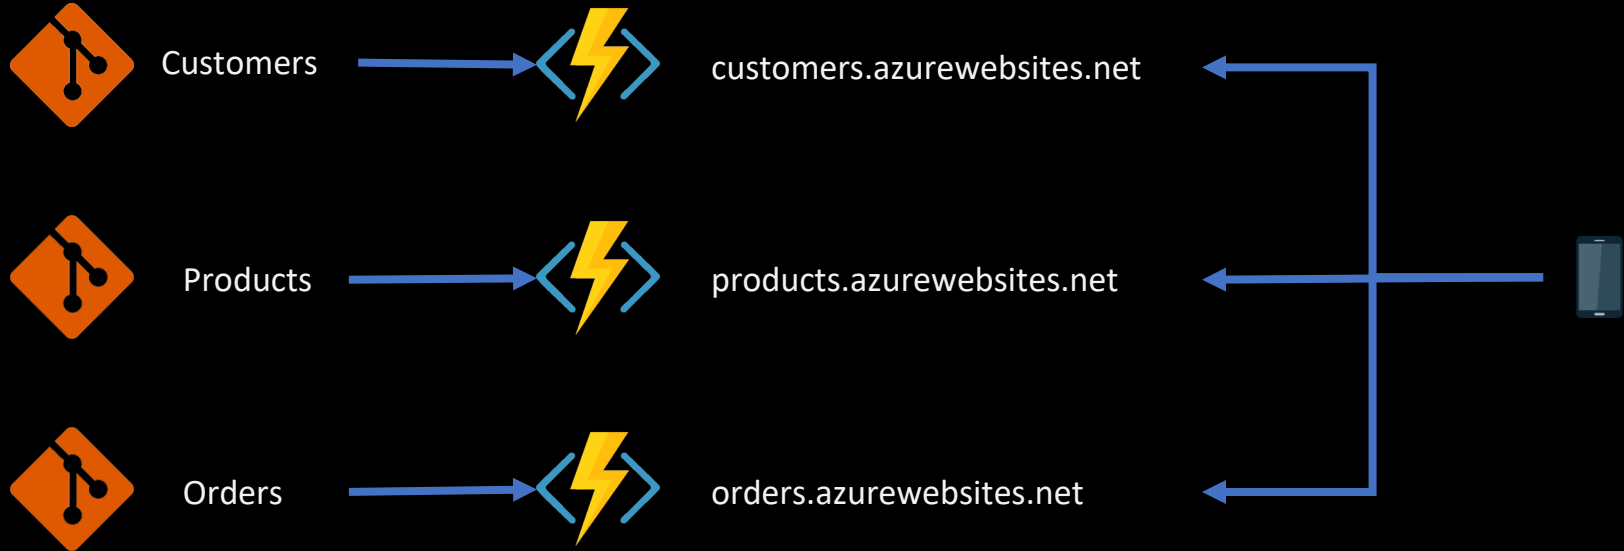 Customers
customers.azurewebsites.net
Products
products.azurewebsites.net
Orders
orders.azurewebsites.net